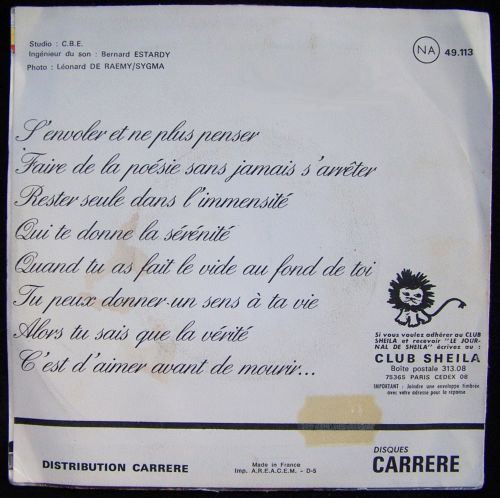 Studio : C.B.E.
Ingénieur du son : Bernard ESTARDY
Photo : Léonard DE RAEMY/SYGMA
NA 49.113
S'envoler et ne plus penser
Faire de la poésie sans jamais s'arrêter
Rester seule dans l'immensité
Qui te donne la sérénité
Quand tu as fait le vide au fond de toi
Tu peux donner un sens à ta vie
Alors tu sais que la vérité
C'est d'aimer avant de mourir...
Si vous voulez adhérer au CLUB
SHEILA et recevoir "LE JOUR-
NAL DE SHEILA" écrivez au :
CLUB SHEILA
Boîte postale 313.08
75365 PARIS CEDEX 08
IMPORTANT : Joindre une enveloppe timbrée
avec votre adresse pour la réponse
DISTRIBUTION CARRERE
Made in France
Imp. A.R.E.A.C.E.M. - D-5
DISQUES
CARRERE